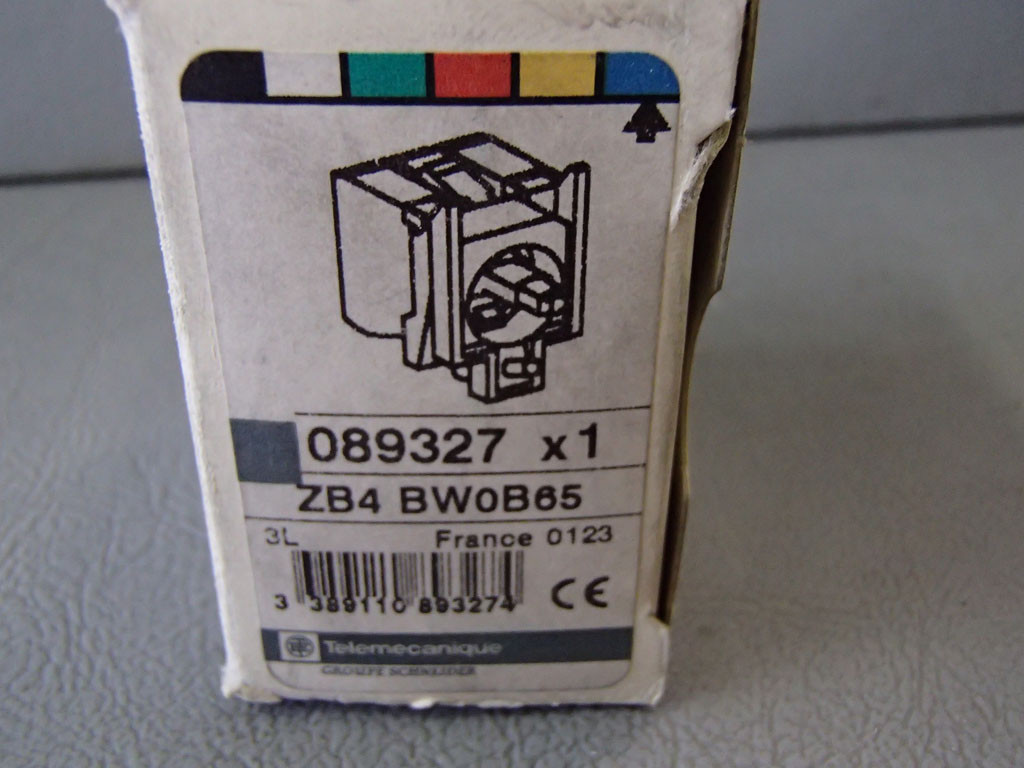 089327 x1
ZB4 BW0B65
3L France 0123
3 389110 893274 CE
Telemecanique
GROUPE SCHNEIDER